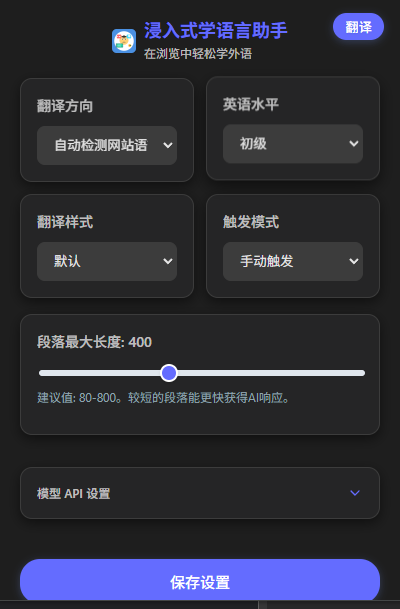 浸入式学语言助手
翻译
在浏览中轻松学外语
翻译方向
英语水平
自动检测网站语
初级
翻译样式
触发模式
默认
手动触发
段落最大长度: 400
建议值: 80-800。较短的段落能更快获得AI响应。
模型 API 设置
保存设置